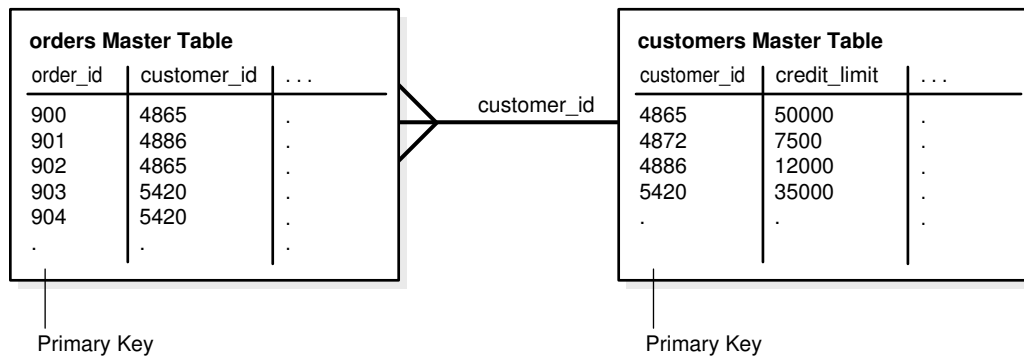 orders Master Table
order_id customer_id ...
900 4865 .
901 4886 .
902 4865 .
903 5420 .
904 5420 .
. . .
Primary Key
customer_id
customers Master Table
customer_id credit_limit ...
4865 50000 .
4872 7500 .
4886 12000 .
5420 35000 .
. . .
Primary Key